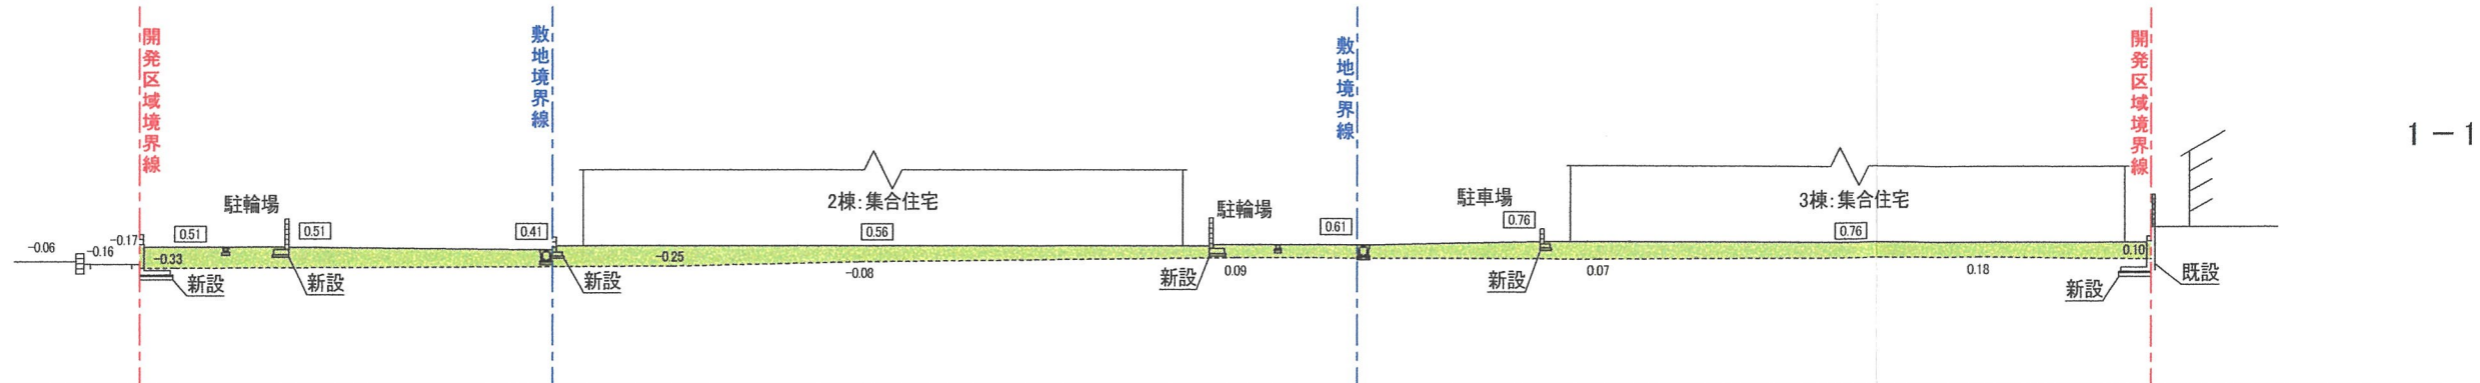 開発区域境界線
敷地境界線
敷地境界線
開発区域境界線
1-1
2棟:集合住宅
3棟:集合住宅
駐輪場
駐輪場
駐車場
0.51
0.51
0.41
0.56
0.61
0.76
0.76
-0.06
-0.16
-0.17
-0.33
-0.25
-0.08
0.09
0.07
0.18
0.10
新設
新設
新設
新設
新設
新設
既設